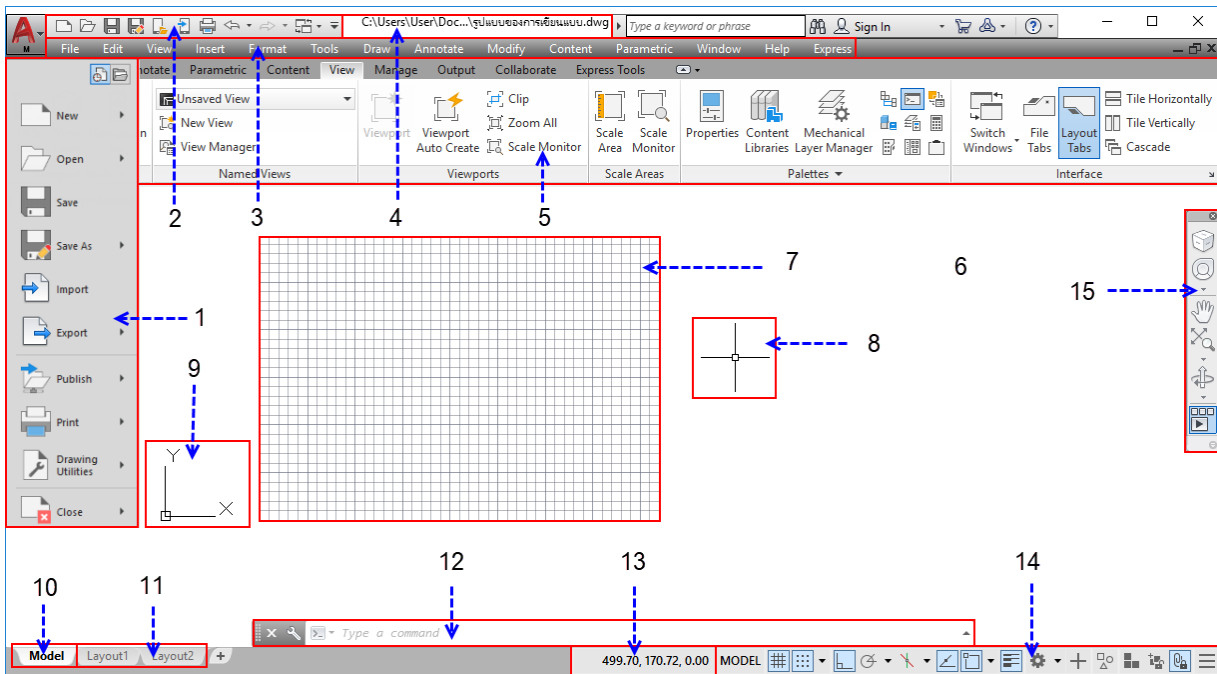 C:\Users\User\Doc...\รูปแบบของการเขียนแบบ.dwg Type a keyword or phrase Sign In
M File Edit View Insert Format Tools Draw Annotate Modify Content Parametric Window Help Express
notate Parametric Content View Manage Output Collaborate Express Tools
New
Open
Save
Save As
Import
Export
Publish
Print
Drawing
Utilities
Close
n
Unsaved View
New View
View Manager
Named Views
Viewport
Viewport
Auto Create
Clip
Zoom All
Scale Monitor
Viewports
Scale
Area
Scale
Monitor
Scale Areas
Properties
Content
Libraries
Mechanical
Layer Manager
Palettes
Switch
Windows
File
Tabs
Layout
Tabs
Tile Horizontally
Tile Vertically
Cascade
Interface
2 3 4 5
7 6
15
1
8
9
Y
X
12 13 14
10 11
Type a command
Model Layout1 Layout2 +
499.70, 170.72, 0.00 MODEL